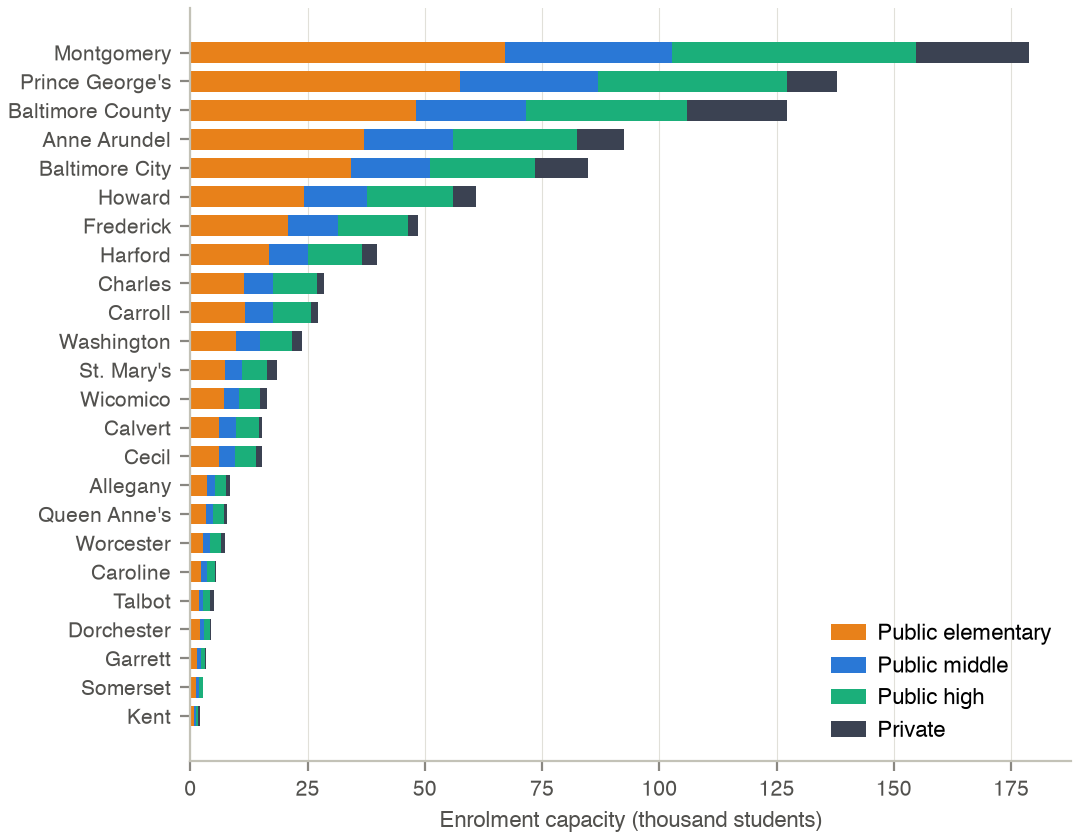 Montgomery
Prince George's
Baltimore County
Anne Arundel
Baltimore City
Howard
Frederick
Harford
Charles
Carroll
Washington
St. Mary's
Wicomico
Calvert
Cecil
Allegany
Queen Anne's
Worcester
Caroline
Talbot
Dorchester
Garrett
Somerset
Kent
Public elementary
Public middle
Public high
Private
0 25 50 75 100 125 150 175
Enrolment capacity (thousand students)